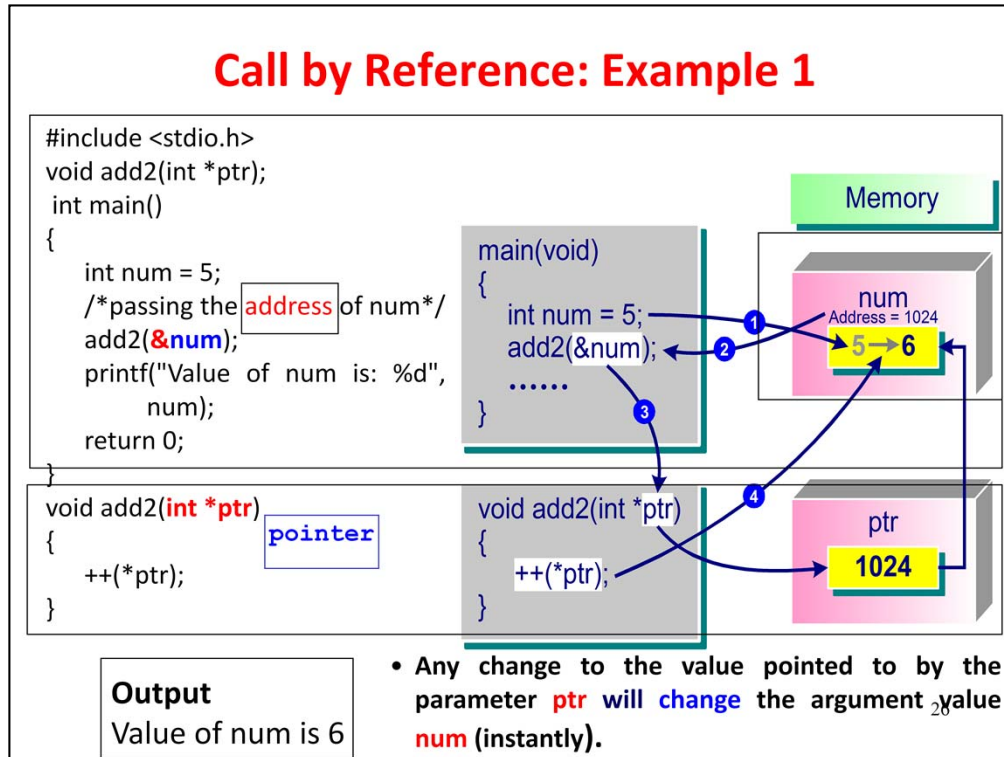 Call by Reference: Example 1
#include <stdio.h>
void add2(int *ptr);
int main()
{
int num = 5;
/*passing the address of num*/
add2(&num);
printf("Value of num is: %d",
num);
return 0;
}
void add2(int *ptr)
{
pointer
++(*ptr);
}
main(void)
{
int num = 5;
add2(&num);
……
}
void add2(int *ptr)
{
++(*ptr);
}
1
2
3
4
Memory
num
Address = 1024
5 → 6
ptr
1024
Output
Value of num is 6
• Any change to the value pointed to by the
parameter ptr will change the argument value
num (instantly).
26